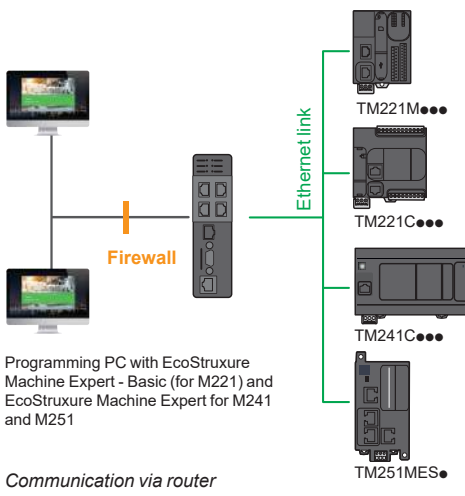 TM221M●●●
Ethernet link
TM221C●●●
Firewall
TM241C●●●
Programming PC with EcoStruxure
Machine Expert - Basic (for M221) and
EcoStruxure Machine Expert for M241
and M251
TM251MES●
Communication via router